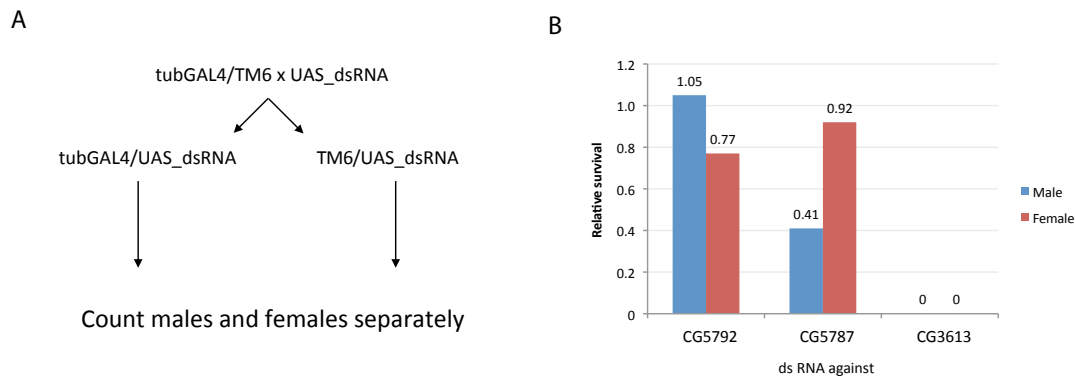 A
tubGAL4/TM6 x UAS_dsRNA
tubGAL4/UAS_dsRNA
TM6/UAS_dsRNA
Count males and females separately
B
Relative survival
1.2
1.0
0.8
0.6
0.4
0.2
0
1.05
0.77
0.41
0.92
0
0
CG5792
CG5787
CG3613
ds RNA against
Male
Female